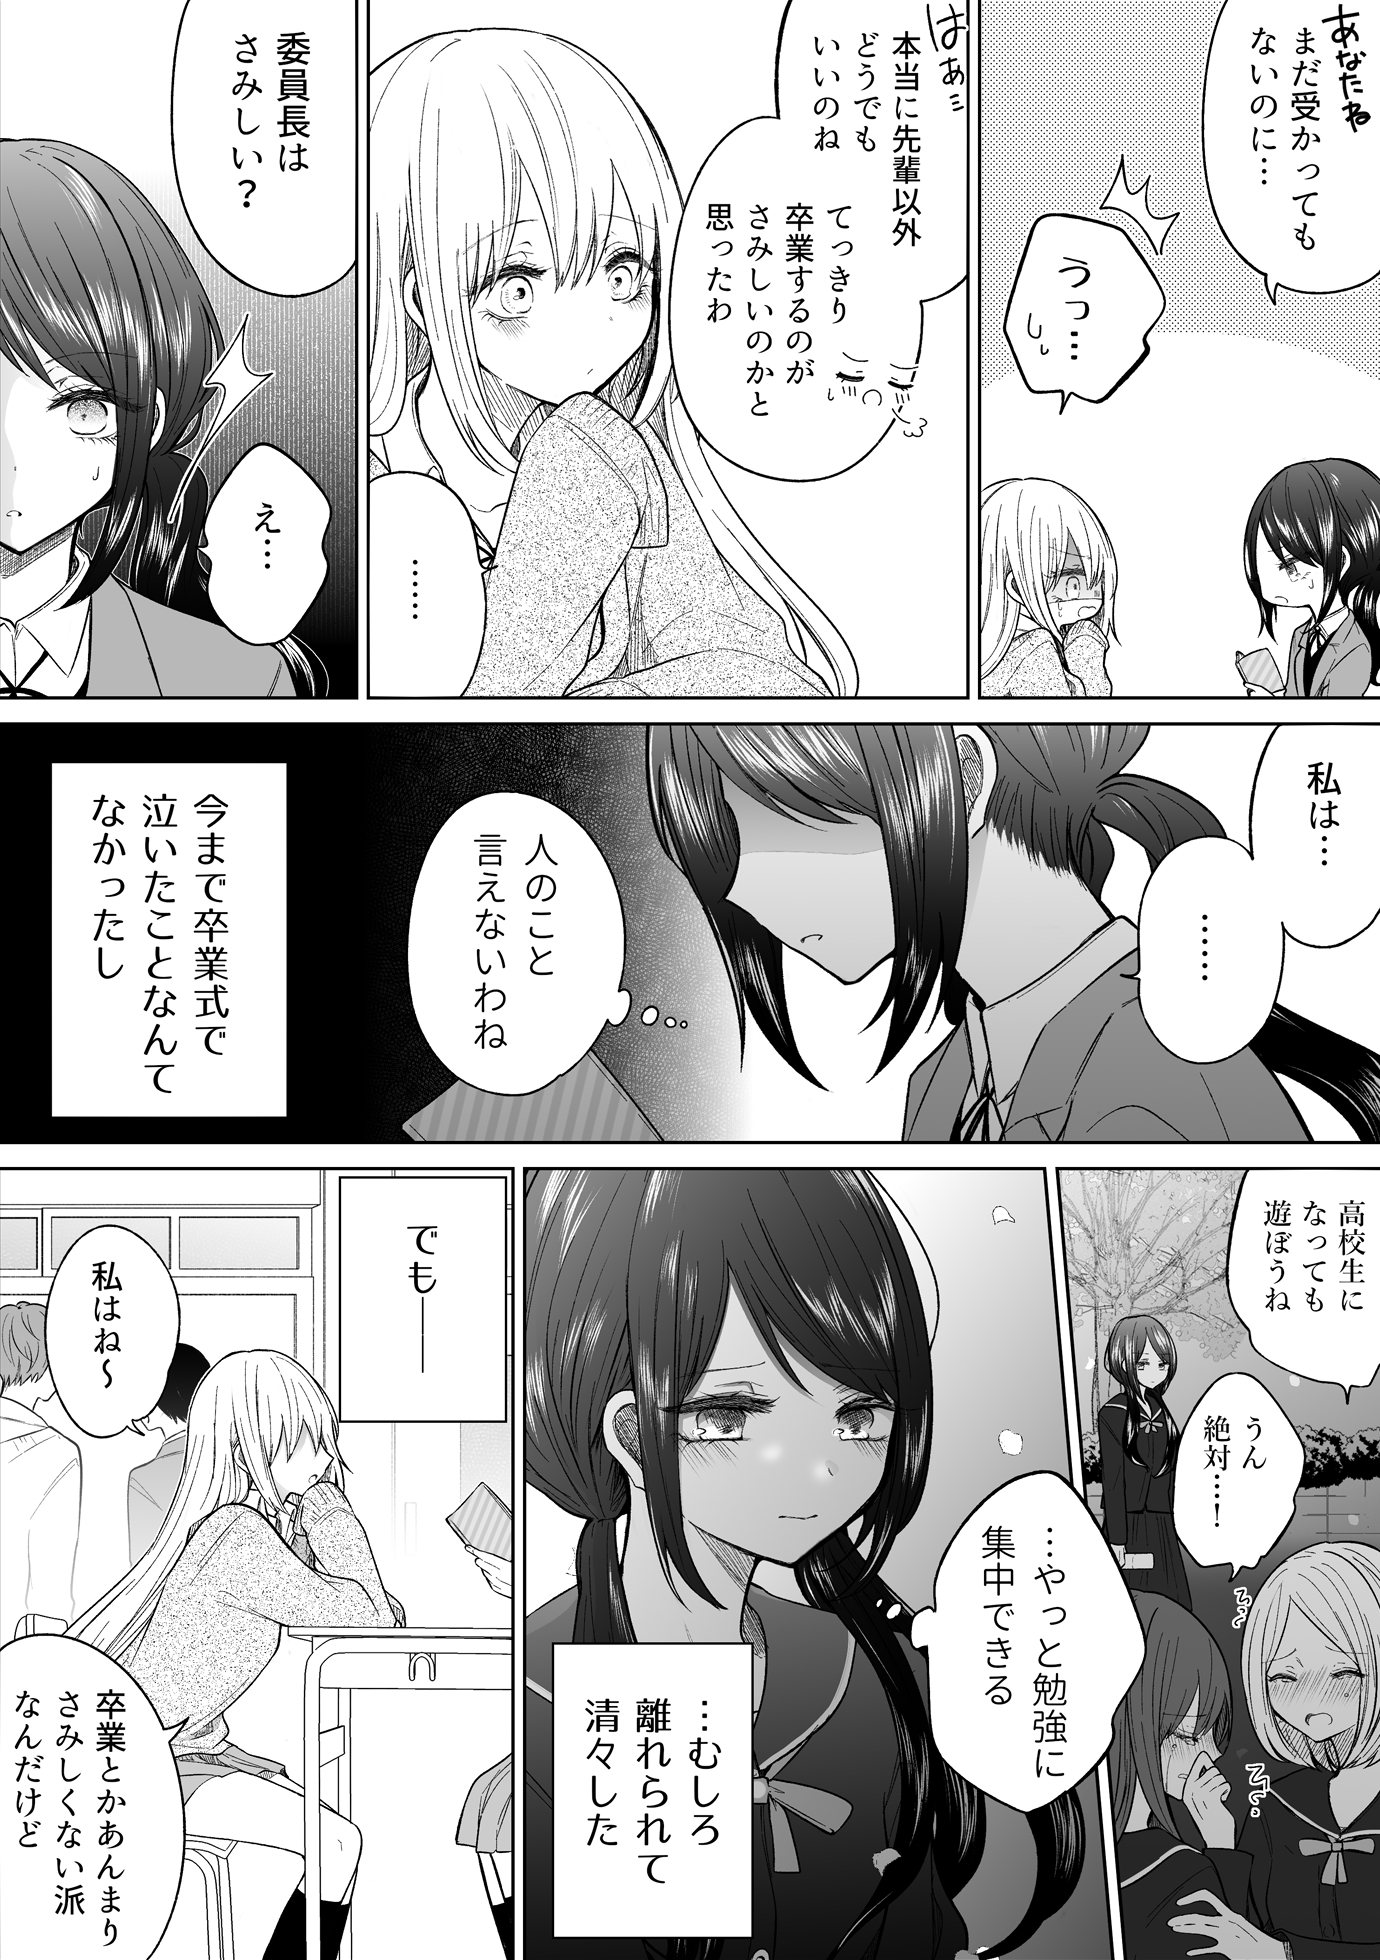 あなたね
まだ受かっても
ないのに…
うっ…
はぁ…
本当に先輩以外
どうでも
いいのね
てっきり
卒業するのが
さみしいのかと
思ったわ
……
委員長は
さみしい？
え…
私は…
……
人のこと
言えないわね
今まで卒業式で
泣いたことなんて
なかったし
高校生に
なっても
遊ぼうね
うん
絶対…！
…やっと勉強に
集中できる
…むしろ
離れられて
清々した
でも──
私はね〜
卒業とかあんまり
さみしくない派
なんだけど